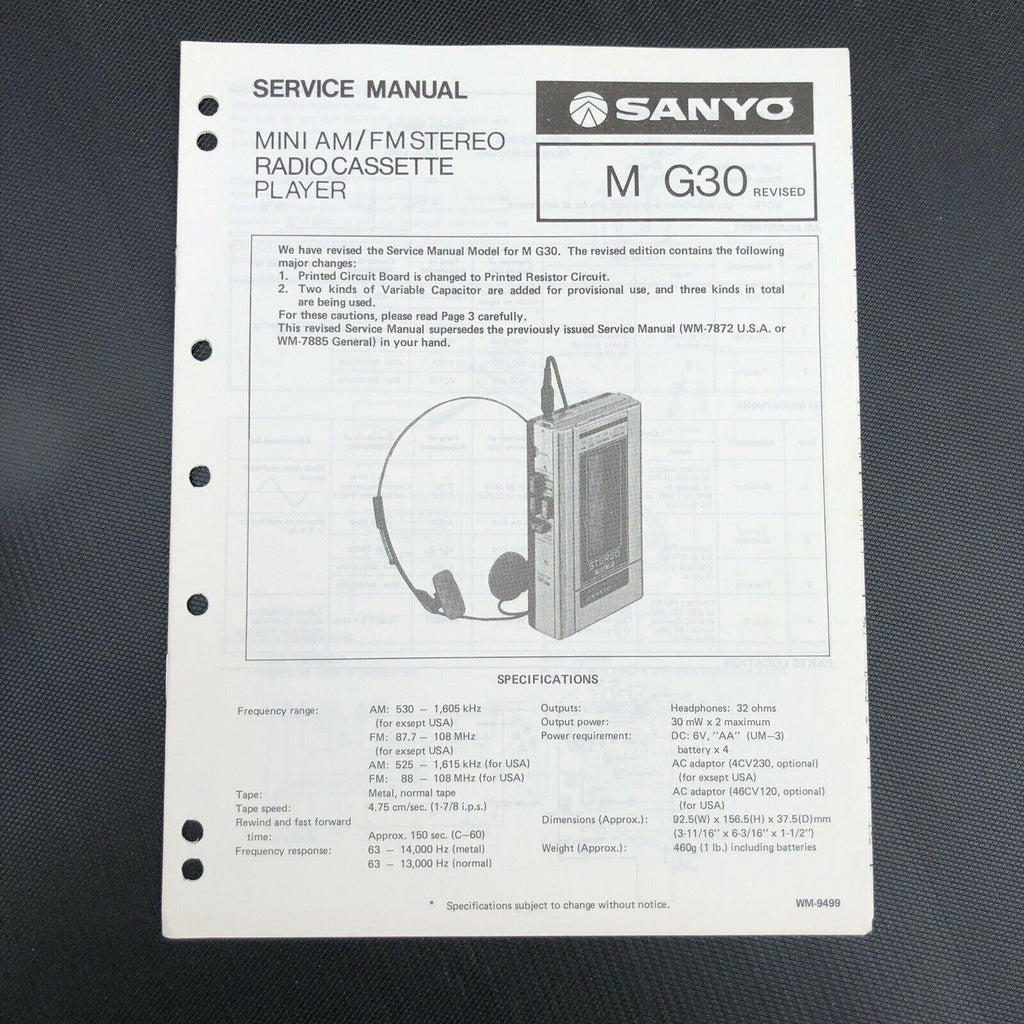 SERVICE MANUAL
MINI AM/FM STEREO
RADIO CASSETTE
PLAYER
SANYO
M G30 REVISED
We have revised the Service Manual Model for M G30. The revised edition contains the following
major changes:
1. Printed Circuit Board is changed to Printed Resistor Circuit.
2. Two kinds of Variable Capacitor are added for provisional use, and three kinds in total
are being used.
For these cautions, please read Page 3 carefully.
This revised Service Manual supersedes the previously issued Service Manual (WM-7872 U.S.A. or
WM-7885 General) in your hand.
STEREO
SPECIFICATIONS
Frequency range: AM: 530 – 1,605 kHz
(for exsept USA)
FM: 87.7 – 108 MHz
(for exsept USA)
AM: 525 – 1,615 kHz (for USA)
FM: 88 – 108 MHz (for USA)
Tape: Metal, normal tape
Tape speed: 4.75 cm/sec. (1-7/8 i.p.s.)
Rewind and fast forward
time: Approx. 150 sec. (C–60)
Frequency response: 63 – 14,000 Hz (metal)
63 – 13,000 Hz (normal)
Outputs: Headphones: 32 ohms
Output power: 30 mW x 2 maximum
Power requirement: DC: 6V, "AA" (UM–3)
battery x 4
AC adaptor (4CV230, optional)
(for exsept USA)
AC adaptor (46CV120, optional)
(for USA)
Dimensions (Approx.): 92.5(W) x 156.5(H) x 37.5(D)mm
(3-11/16" x 6-3/16" x 1-1/2")
Weight (Approx.): 460g (1 lb.) including batteries
* Specifications subject to change without notice.
WM-9499